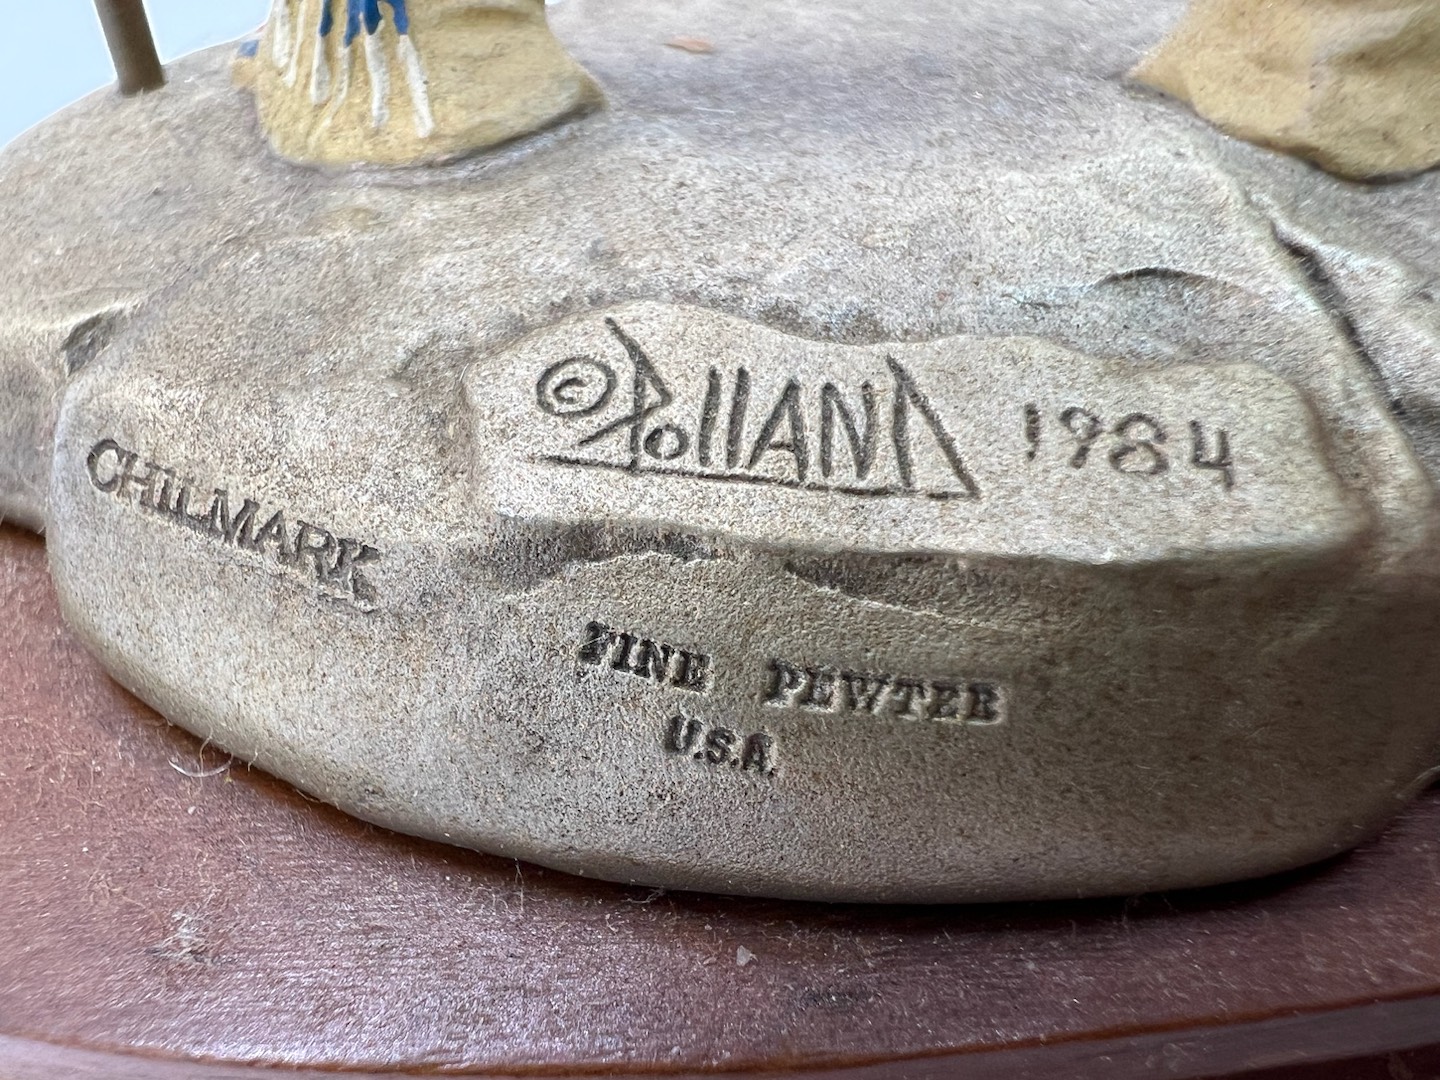 © Polland 1984
CHILMARK
FINE PEWTER
U.S.A.